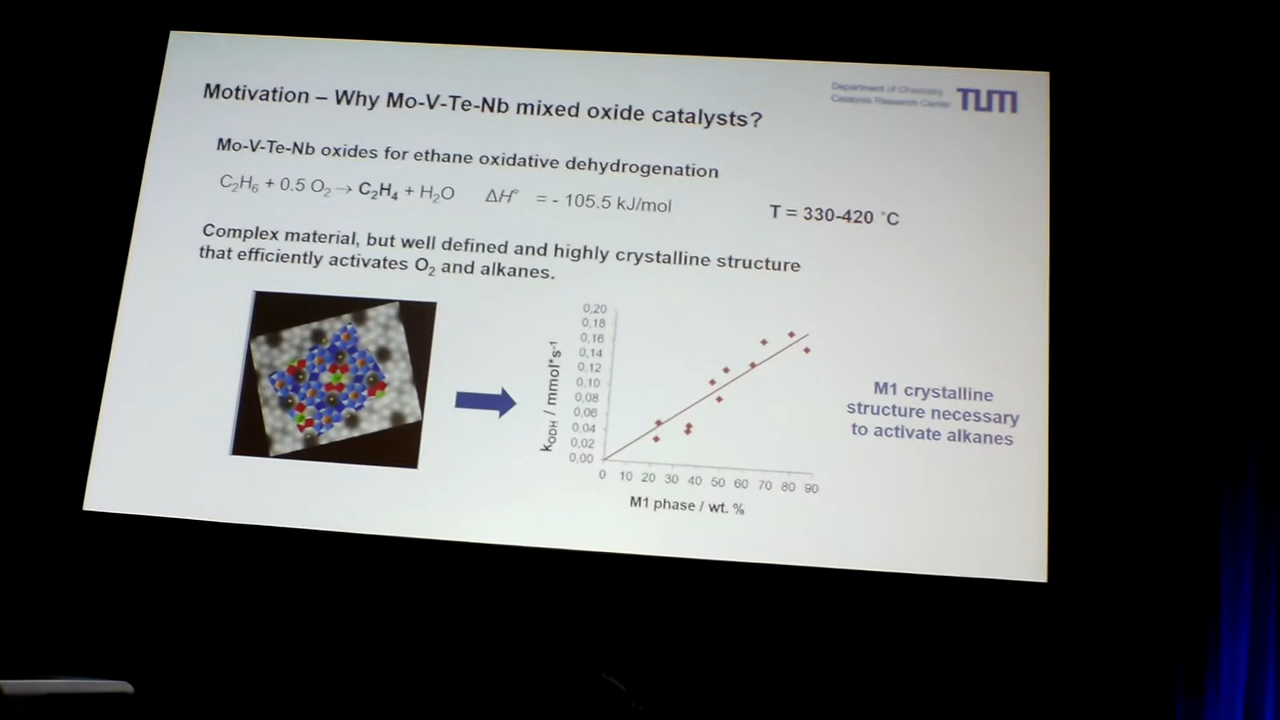 Department of Chemistry
Catalysis Research Center
TUM
Motivation – Why Mo-V-Te-Nb mixed oxide catalysts?
Mo-V-Te-Nb oxides for ethane oxidative dehydrogenation
C₂H₆ + 0.5 O₂ → C₂H₄ + H₂O ΔH° = - 105.5 kJ/mol
T = 330-420 °C
Complex material, but well defined and highly crystalline structure
that efficiently activates O₂ and alkanes.
0,20
0,18
0,16
0,14
0,12
0,10
0,08
0,06
0,04
0,02
0,00
kODH / mmol*s⁻¹
0 10 20 30 40 50 60 70 80 90
M1 phase / wt. %
M1 crystalline
structure necessary
to activate alkanes